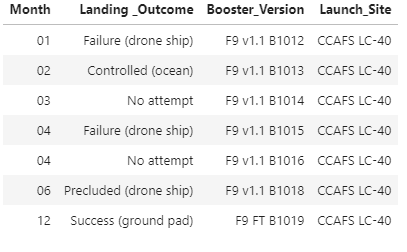 Month Landing _Outcome Booster_Version Launch_Site
01 Failure (drone ship) F9 v1.1 B1012 CCAFS LC-40
02 Controlled (ocean) F9 v1.1 B1013 CCAFS LC-40
03 No attempt F9 v1.1 B1014 CCAFS LC-40
04 Failure (drone ship) F9 v1.1 B1015 CCAFS LC-40
04 No attempt F9 v1.1 B1016 CCAFS LC-40
06 Precluded (drone ship) F9 v1.1 B1018 CCAFS LC-40
12 Success (ground pad) F9 FT B1019 CCAFS LC-40